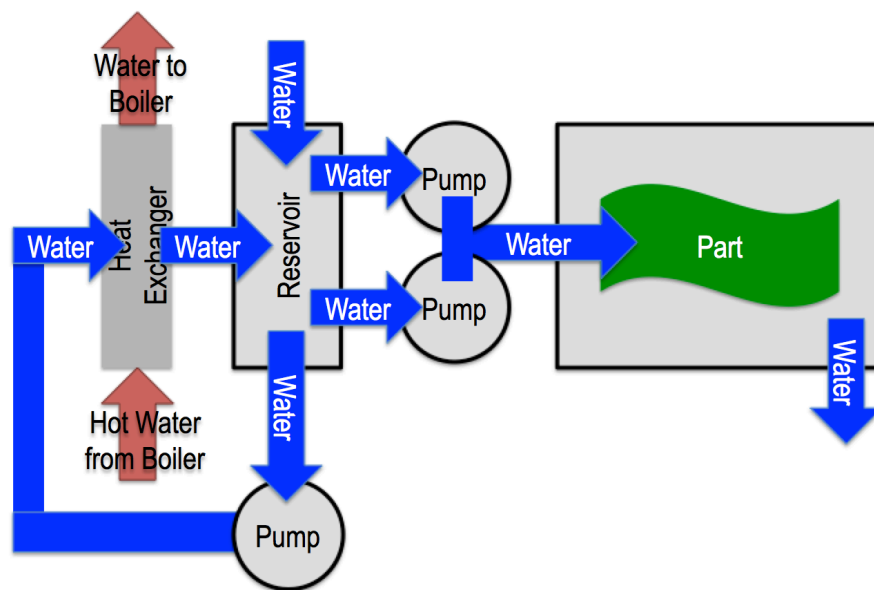 Water to
Boiler
Water
Water
Pump
Water
Heat
Exchanger
Water
Reservoir
Water
Part
Water
Pump
Water
Water
Hot Water
from Boiler
Pump